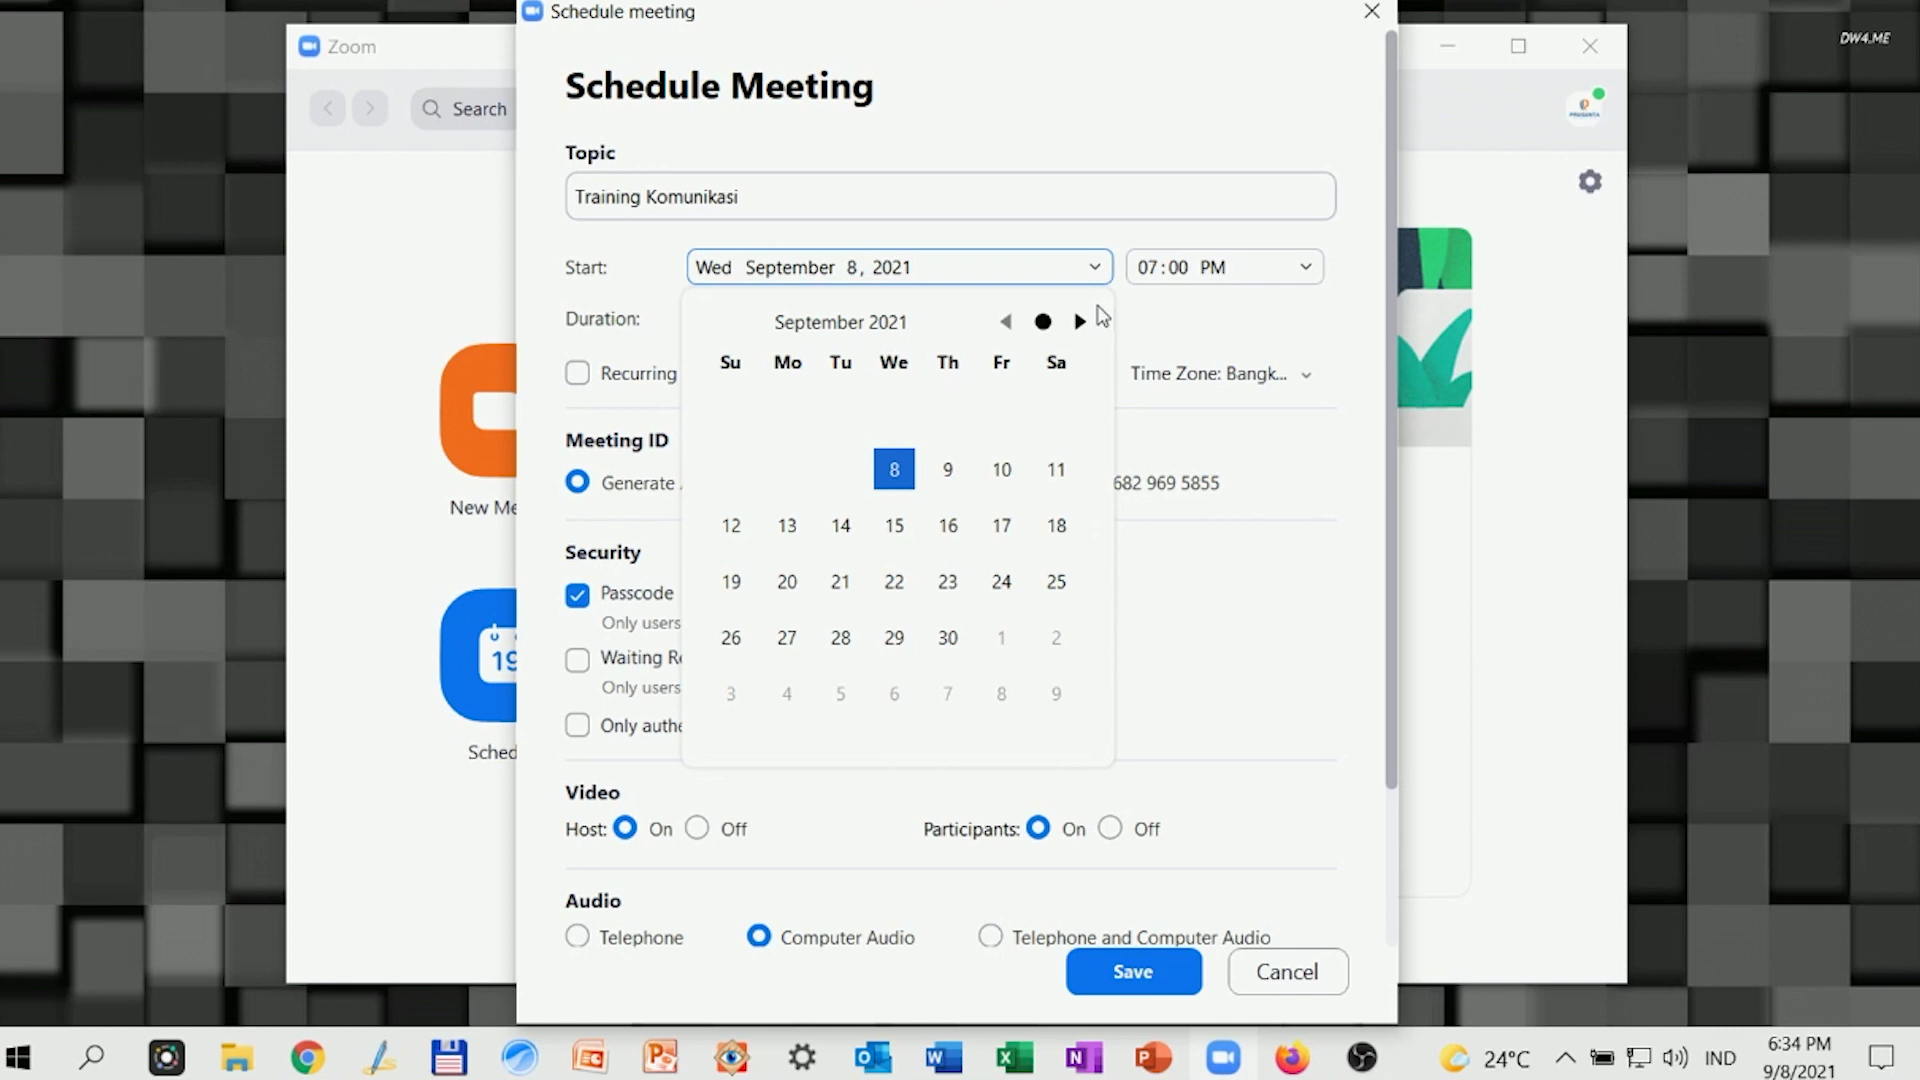 Schedule meeting
Zoom
DW4.ME
Search
PRESENTA
Schedule Meeting
Topic
Training Komunikasi
Start:
Wed September 8, 2021
07:00 PM
Duration:
September 2021
Su Mo Tu We Th Fr Sa
8 9 10 11
12 13 14 15 16 17 18
19 20 21 22 23 24 25
26 27 28 29 30 1 2
3 4 5 6 7 8 9
Recurring
Time Zone: Bangk...
Meeting ID
Generate
682 969 5855
New Me
Security
Passcode
Only users
Waiting R
Only users
Only authe
19
Sched
Video
Host: On Off
Participants: On Off
Audio
Telephone
Computer Audio
Telephone and Computer Audio
Save
Cancel
24°C
IND
6:34 PM
9/8/2021